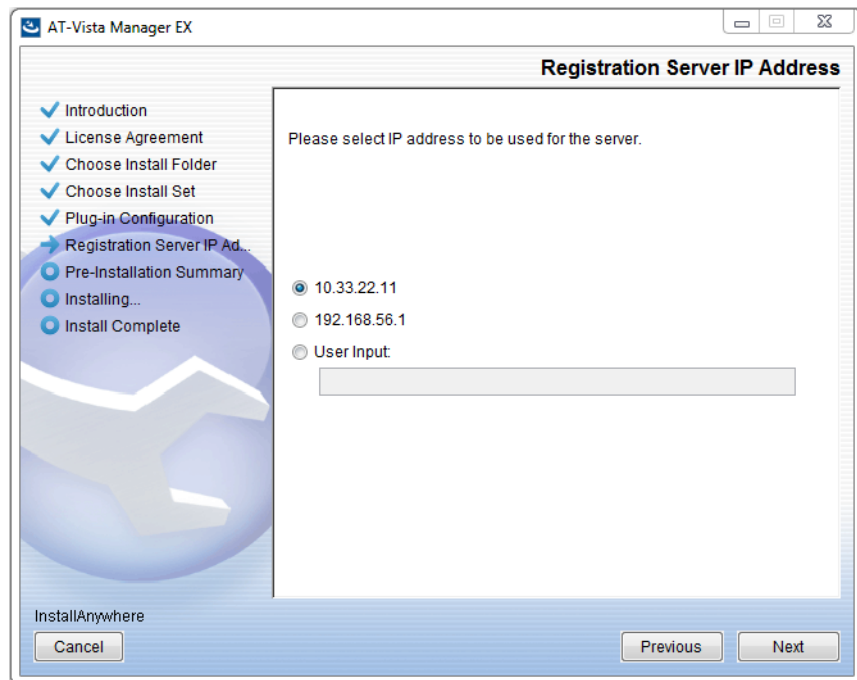 AT-Vista Manager EX
Registration Server IP Address
Introduction
License Agreement
Choose Install Folder
Choose Install Set
Plug-in Configuration
Registration Server IP Ad...
Pre-Installation Summary
Installing...
Install Complete
Please select IP address to be used for the server.
10.33.22.11
192.168.56.1
User Input:
InstallAnywhere
Cancel
Previous
Next